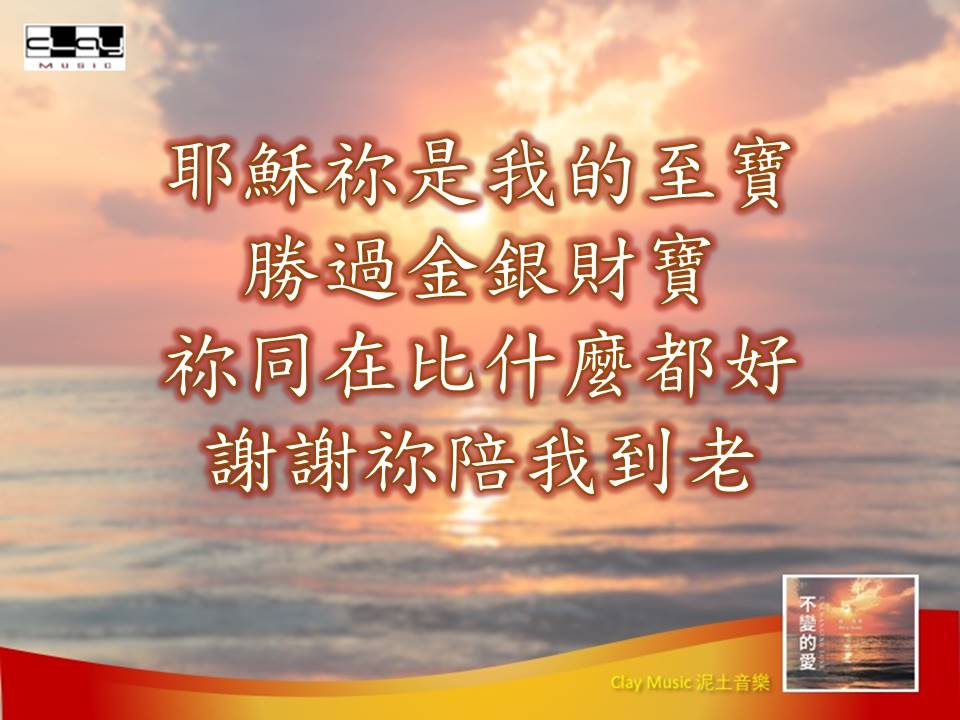 CLAY
MUSIC
耶穌祢是我的至寶
勝過金銀財寶
祢同在比什麼都好
謝謝祢陪我到老
不變的愛
Clay Music 泥土音樂